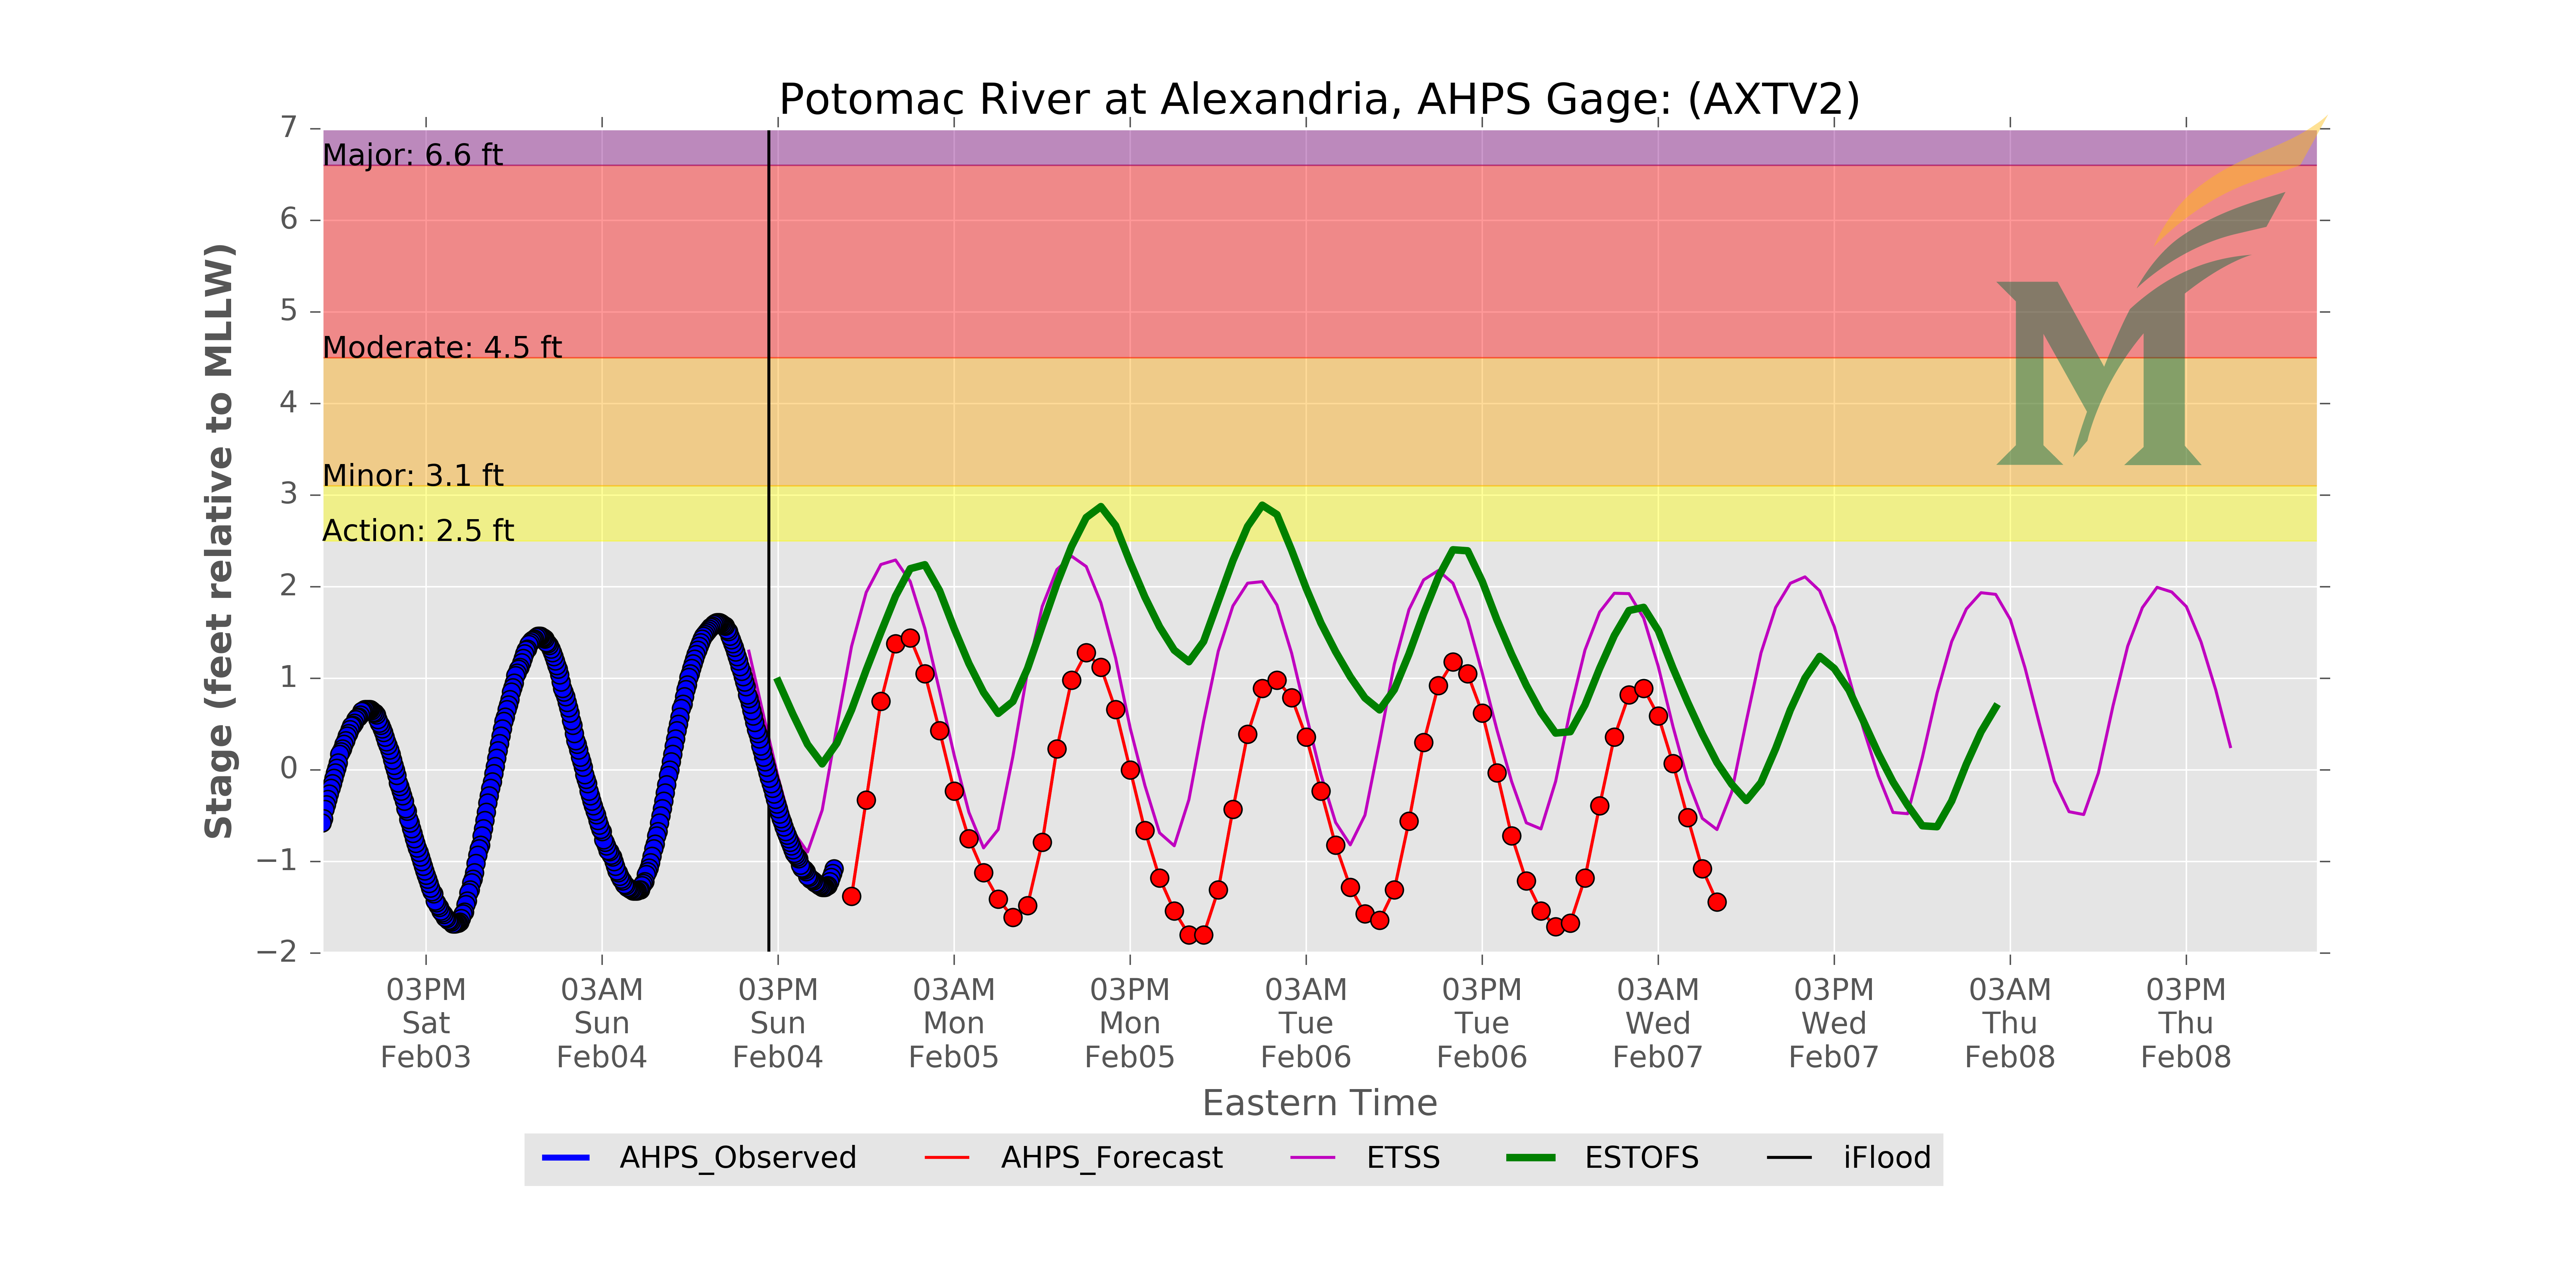 Potomac River at Alexandria, AHPS Gage: (AXTV2)
Stage (feet relative to MLLW)
7
6
5
4
3
2
1
0
−1
−2
Major: 6.6 ft
Moderate: 4.5 ft
Minor: 3.1 ft
Action: 2.5 ft
M
03PM
Sat
Feb03
03AM
Sun
Feb04
03PM
Sun
Feb04
03AM
Mon
Feb05
03PM
Mon
Feb05
03AM
Tue
Feb06
03PM
Tue
Feb06
03AM
Wed
Feb07
03PM
Wed
Feb07
03AM
Thu
Feb08
03PM
Thu
Feb08
Eastern Time
AHPS_Observed
AHPS_Forecast
ETSS
ESTOFS
iFlood